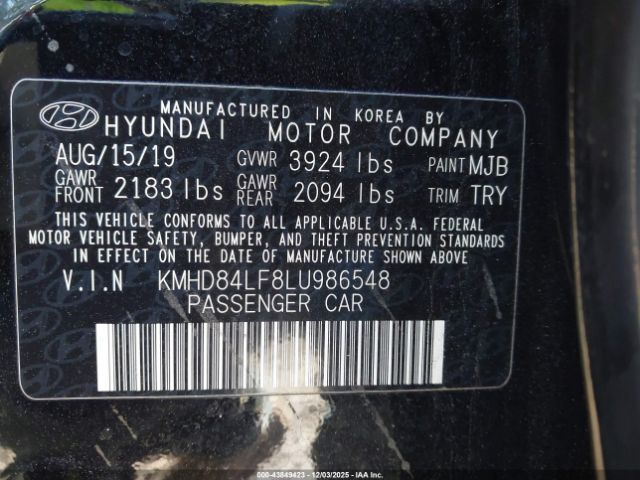 MANUFACTURED IN KOREA BY
HYUNDAI MOTOR COMPANY
AUG/15/19 GVWR 3924 lbs PAINT MJB
GAWR FRONT 2183 lbs GAWR REAR 2094 lbs TRIM TRY
THIS VEHICLE CONFORMS TO ALL APPLICABLE U.S.A. FEDERAL
MOTOR VEHICLE SAFETY, BUMPER, AND THEFT PREVENTION STANDARDS
IN EFFECT ON THE DATE OF MANUFACTURE SHOWN ABOVE.
V.I.N KMHD84LF8LU986548
PASSENGER CAR
000-43849423 - 12/03/2025 - IAA Inc.